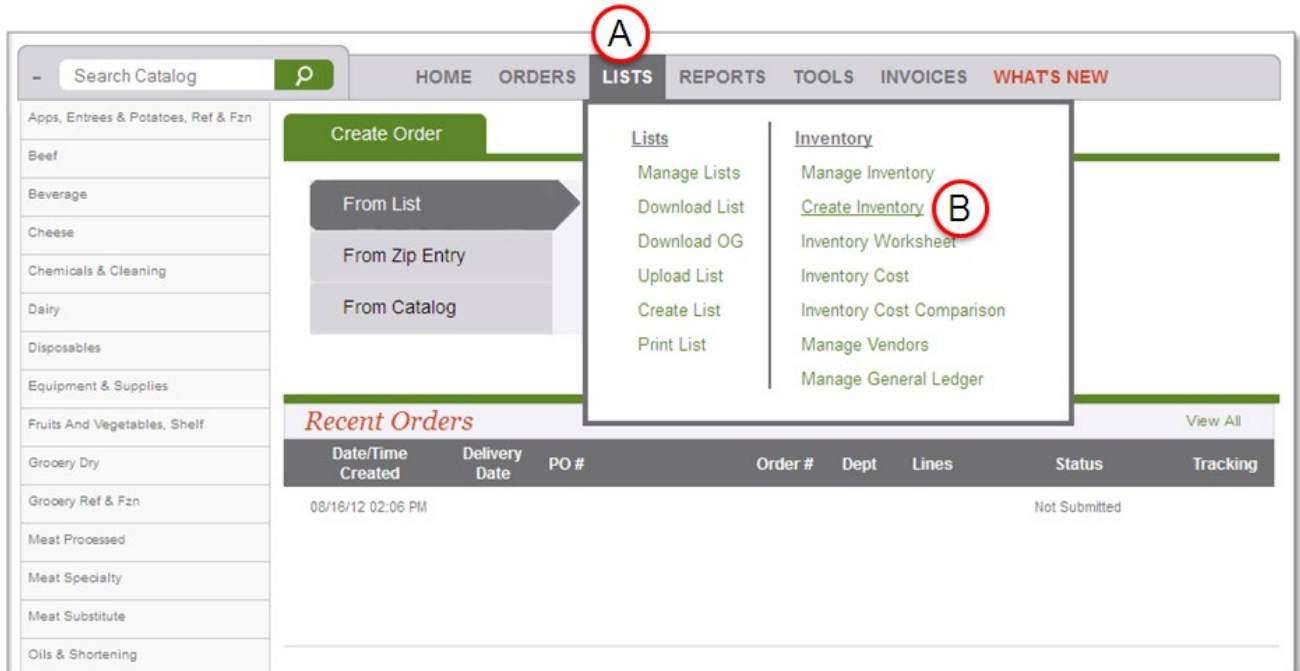 A
- Search Catalog
HOME ORDERS LISTS REPORTS TOOLS INVOICES WHAT'S NEW
Apps, Entrees & Potatoes, Ref & Fzn
Beef
Beverage
Cheese
Chemicals & Cleaning
Dairy
Disposables
Equipment & Supplies
Fruits And Vegetables, Shelf
Grocery Dry
Grocery Ref & Fzn
Meat Processed
Meat Specialty
Meat Substitute
Oils & Shortening
Create Order
From List
From Zip Entry
From Catalog
Lists
Manage Lists
Download List
Download OG
Upload List
Create List
Print List
Inventory
Manage Inventory
Create Inventory B
Inventory Worksheet
Inventory Cost
Inventory Cost Comparison
Manage Vendors
Manage General Ledger
Recent Orders View All
Date/Time Created Delivery Date PO # Order # Dept Lines Status Tracking
08/16/12 02:06 PM Not Submitted